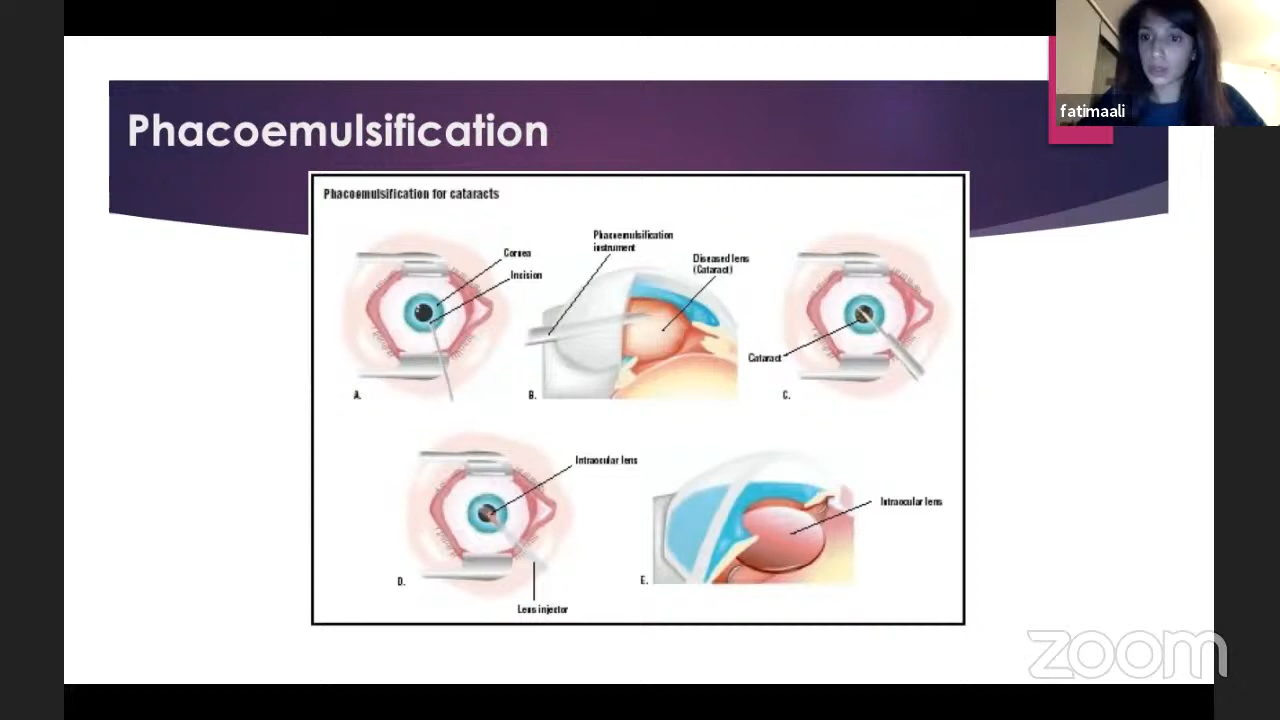 fatimaali
Phacoemulsification
Phacoemulsification for cataracts
Cornea
Incision
Phacoemulsification
instrument
Diseased lens
(Cataract)
Cataract
A.
B.
C.
Intraocular lens
Lens injector
D.
Intraocular lens
E.
zoom